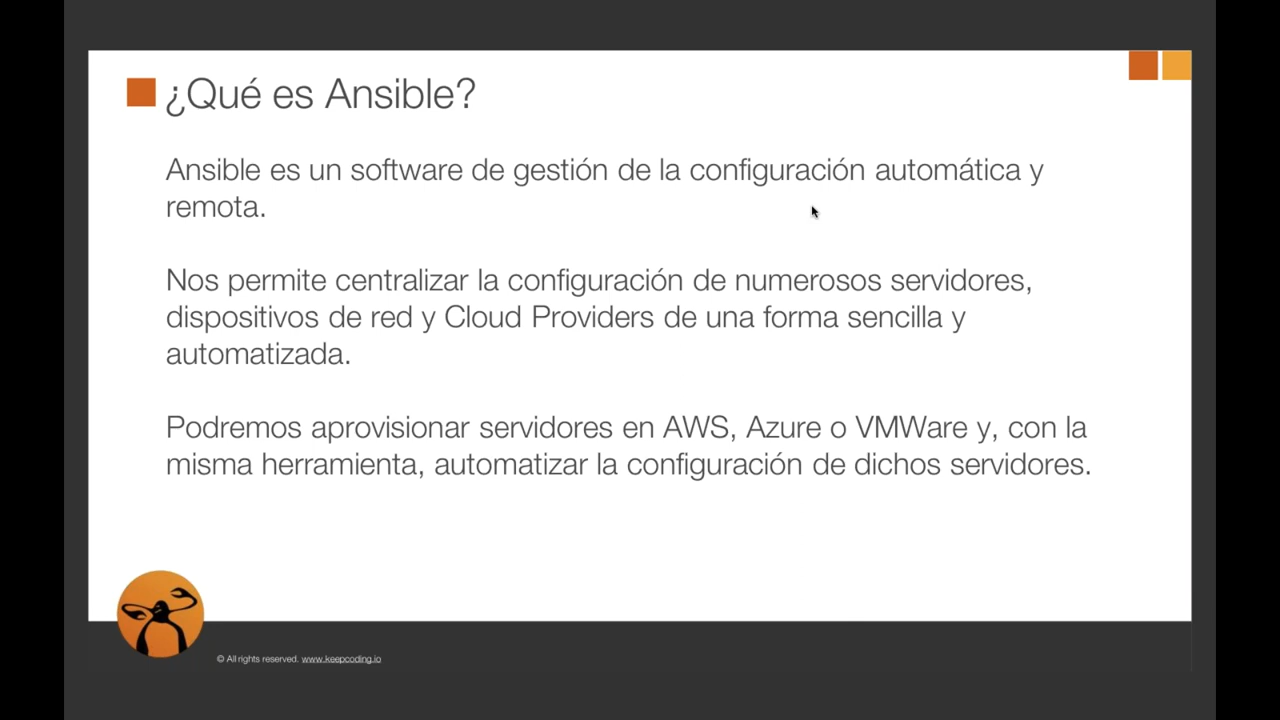 ¿Qué es Ansible?
Ansible es un software de gestión de la configuración automática y
remota.
Nos permite centralizar la configuración de numerosos servidores,
dispositivos de red y Cloud Providers de una forma sencilla y
automatizada.
Podremos aprovisionar servidores en AWS, Azure o VMWare y, con la
misma herramienta, automatizar la configuración de dichos servidores.
© All rights reserved. www.keepcoding.io